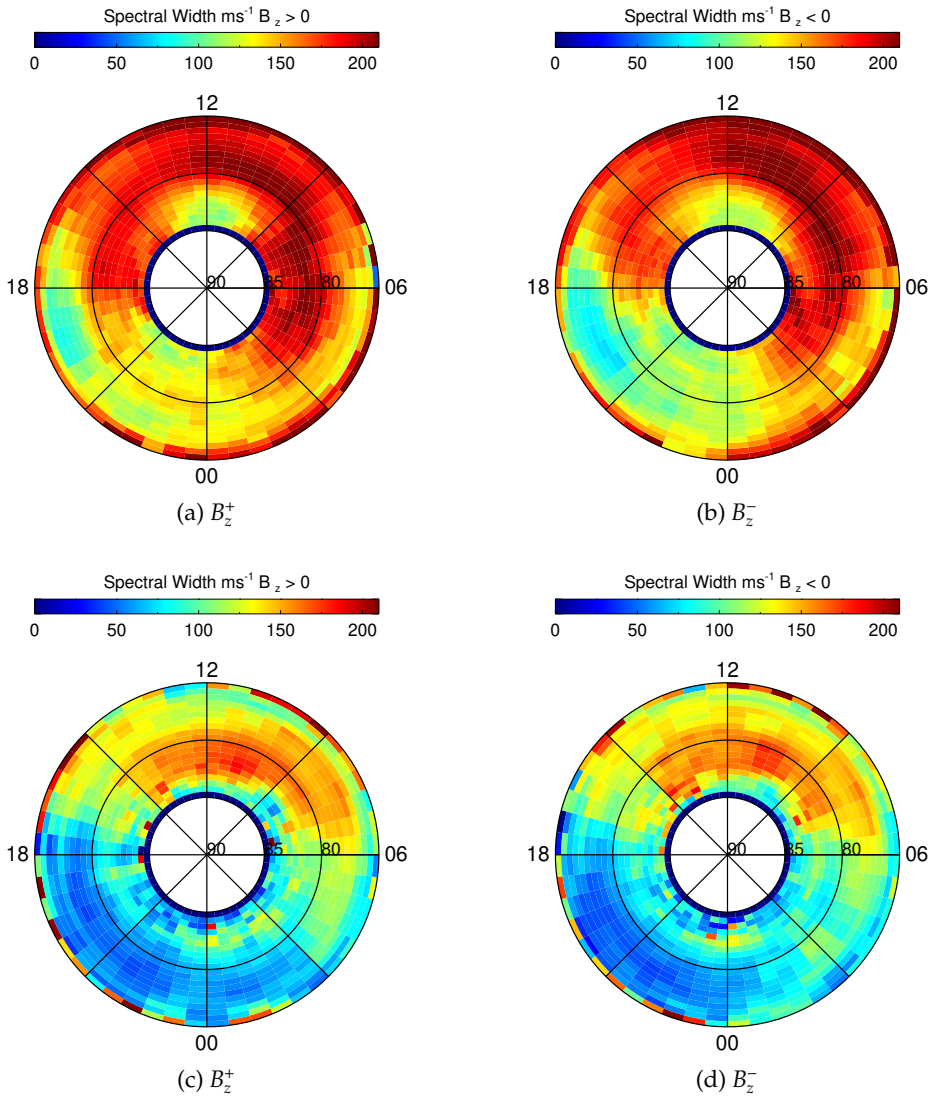 Spectral Width ms⁻¹ B z > 0
0 50 100 150 200
12
18 90 85 80 06
00
(a) B_z^+
Spectral Width ms⁻¹ B z < 0
0 50 100 150 200
12
18 90 85 80 06
00
(b) B_z^-
Spectral Width ms⁻¹ B z > 0
0 50 100 150 200
12
18 90 85 80 06
00
(c) B_z^+
Spectral Width ms⁻¹ B z < 0
0 50 100 150 200
12
18 90 85 80 06
00
(d) B_z^-